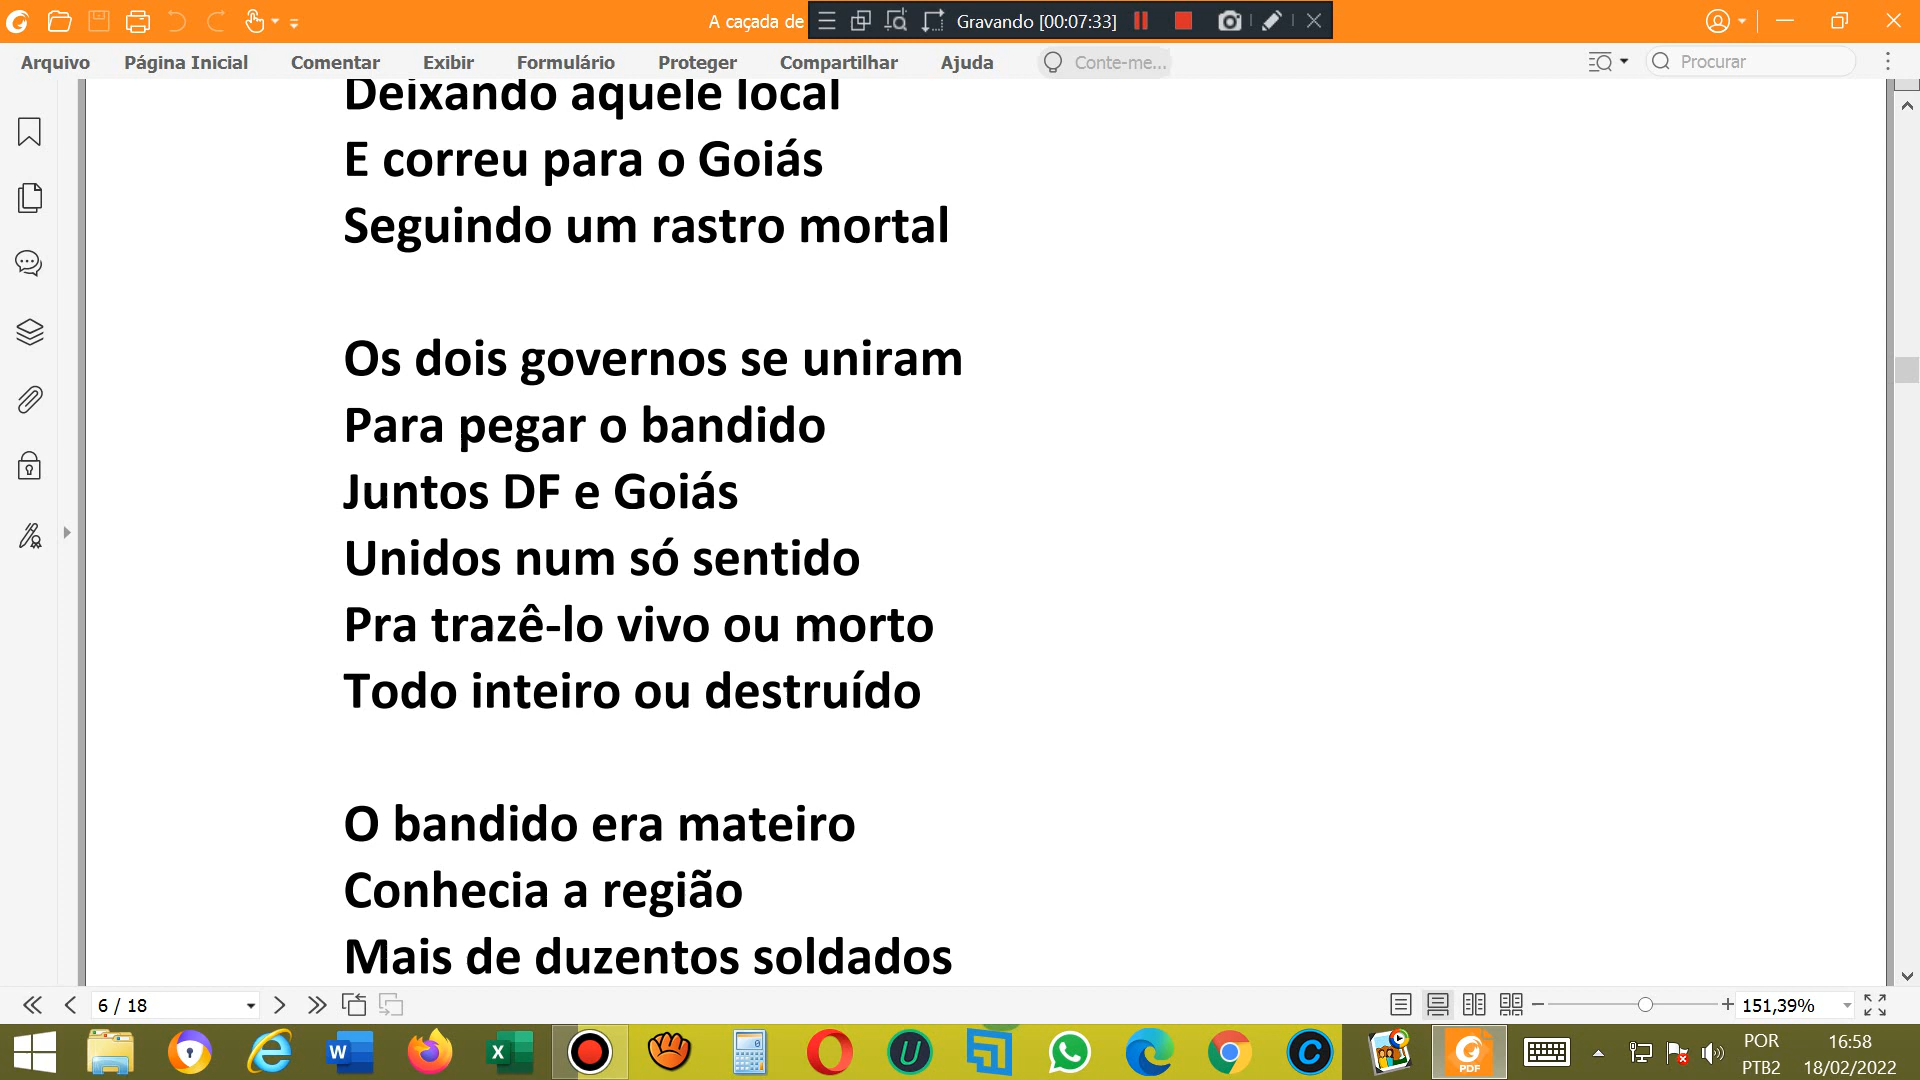 A caçada de
Gravando [00:07:33]
Arquivo Página Inicial Comentar Exibir Formulário Proteger Compartilhar Ajuda Conte-me... Procurar
Deixando aquele local
E correu para o Goiás
Seguindo um rastro mortal
Os dois governos se uniram
Para pegar o bandido
Juntos DF e Goiás
Unidos num só sentido
Pra trazê-lo vivo ou morto
Todo inteiro ou destruído
O bandido era mateiro
Conhecia a região
Mais de duzentos soldados
6 / 18
151,39%
POR 16:58
PTB2 18/02/2022